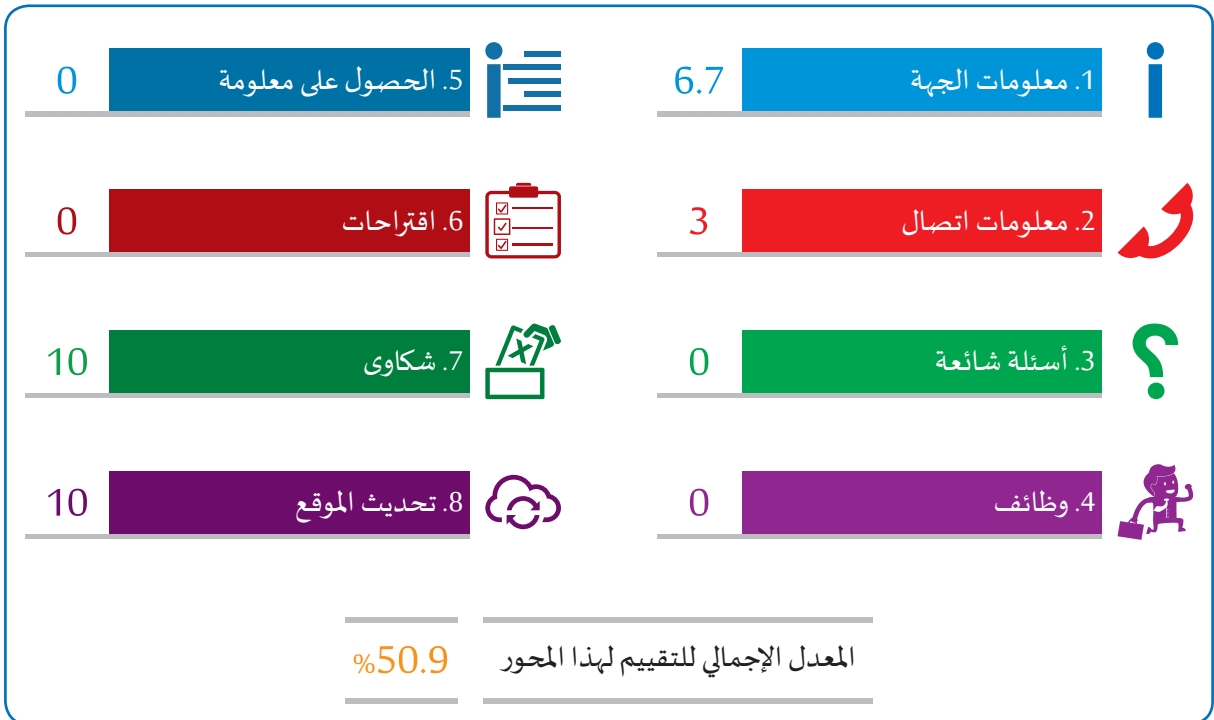 1. معلومات الجهة 6.7
2. معلومات اتصال 3
3. أسئلة شائعة 0
4. وظائف 0
5. الحصول على معلومة 0
6. اقتراحات 0
7. شكاوى 10
8. تحديث الموقع 10
المعدل الإجمالي للتقييم لهذا المحور %50.9